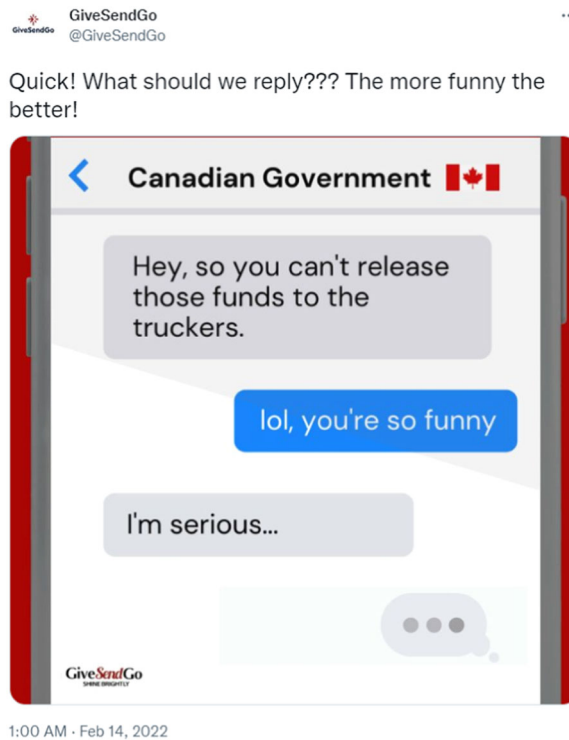 GiveSendGo
GiveSendGo
@GiveSendGo
Quick! What should we reply??? The more funny the
better!
Canadian Government
Hey, so you can't release
those funds to the
truckers.
lol, you're so funny
I'm serious...
GiveSendGo
SHINE BRIGHTLY
1:00 AM · Feb 14, 2022